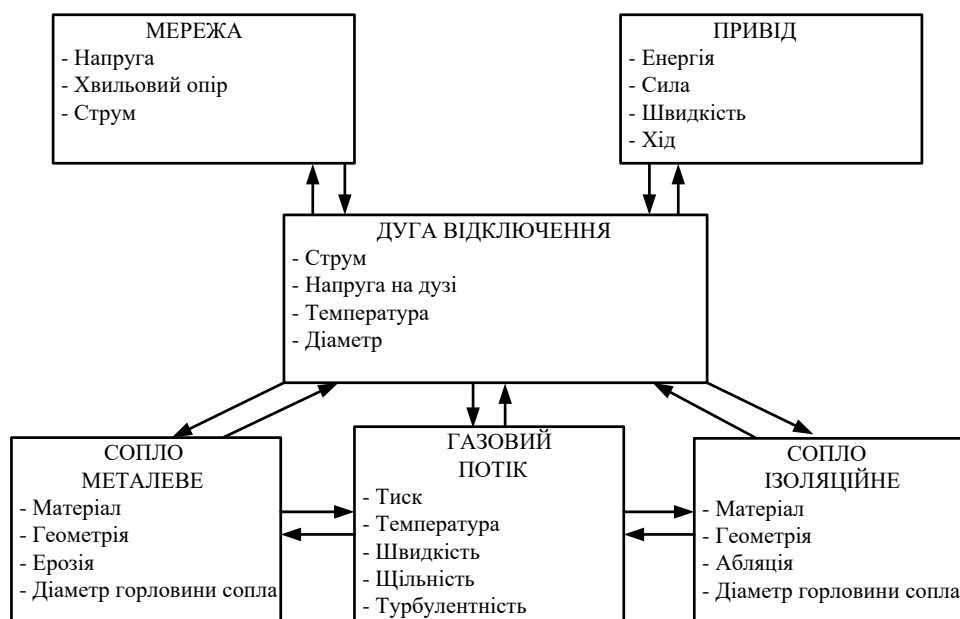 МЕРЕЖА
- Напруга
- Хвильовий опір
- Струм
ПРИВІД
- Енергія
- Сила
- Швидкість
- Хід
ДУГА ВІДКЛЮЧЕННЯ
- Струм
- Напруга на дузі
- Температура
- Діаметр
СОПЛО
МЕТАЛЕВЕ
- Матеріал
- Геометрія
- Ерозія
- Діаметр горловини сопла
ГАЗОВИЙ
ПОТІК
- Тиск
- Температура
- Швидкість
- Щільність
- Турбулентність
СОПЛО
ІЗОЛЯЦІЙНЕ
- Матеріал
- Геометрія
- Абляція
- Діаметр горловини сопла